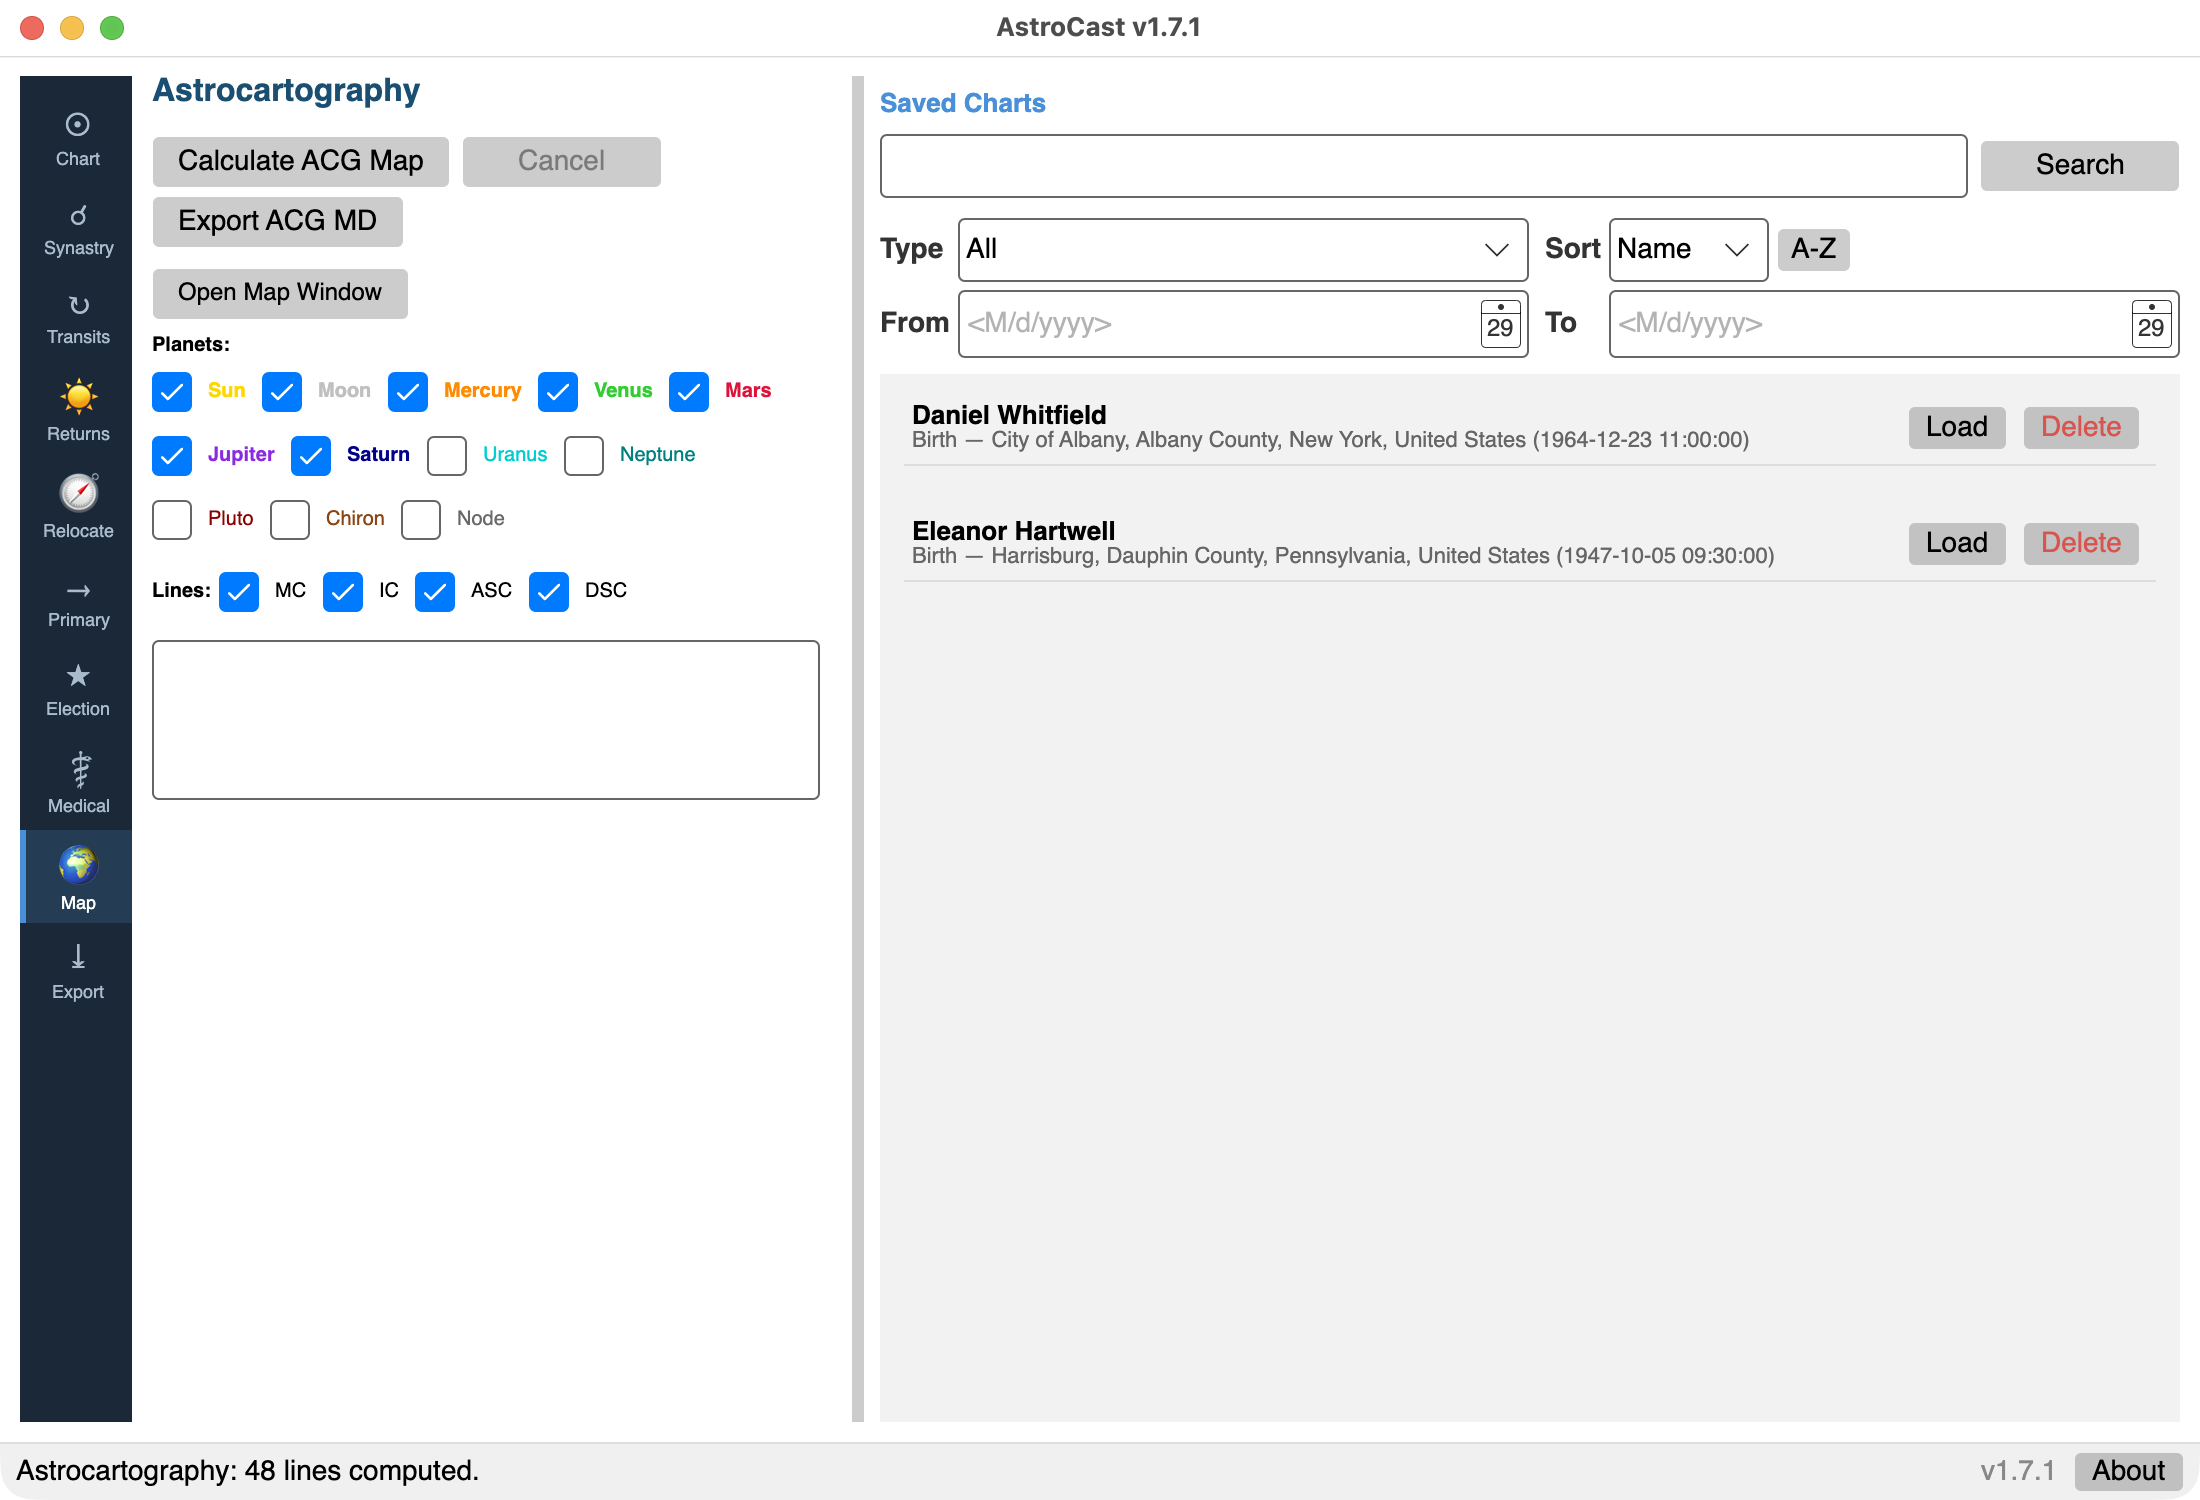 AstroCast v1.7.1
Chart
Synastry
Transits
Returns
Relocate
Primary
Election
Medical
Map
Export
Astrocartography
Calculate ACG Map
Cancel
Export ACG MD
Open Map Window
Planets:
Sun Moon Mercury Venus Mars
Jupiter Saturn Uranus Neptune
Pluto Chiron Node
Lines: MC IC ASC DSC
Saved Charts
Search
Type All Sort Name A-Z
From <M/d/yyyy> 29 To <M/d/yyyy> 29
Daniel Whitfield
Birth — City of Albany, Albany County, New York, United States (1964-12-23 11:00:00)
Load Delete
Eleanor Hartwell
Birth — Harrisburg, Dauphin County, Pennsylvania, United States (1947-10-05 09:30:00)
Load Delete
Astrocartography: 48 lines computed.
v1.7.1 About